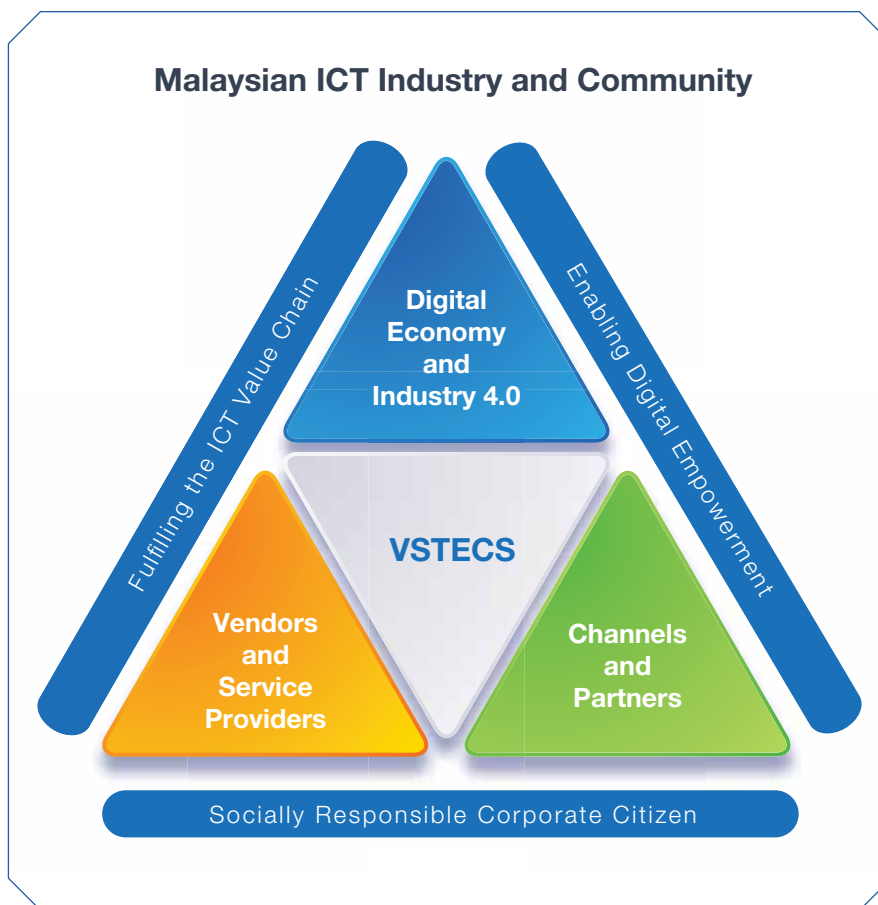 Malaysian ICT Industry and Community
Fulfilling the ICT Value Chain
Enabling Digital Empowerment
Digital
Economy
and
Industry 4.0
VSTECS
Vendors
and
Service
Providers
Channels
and
Partners
Socially Responsible Corporate Citizen